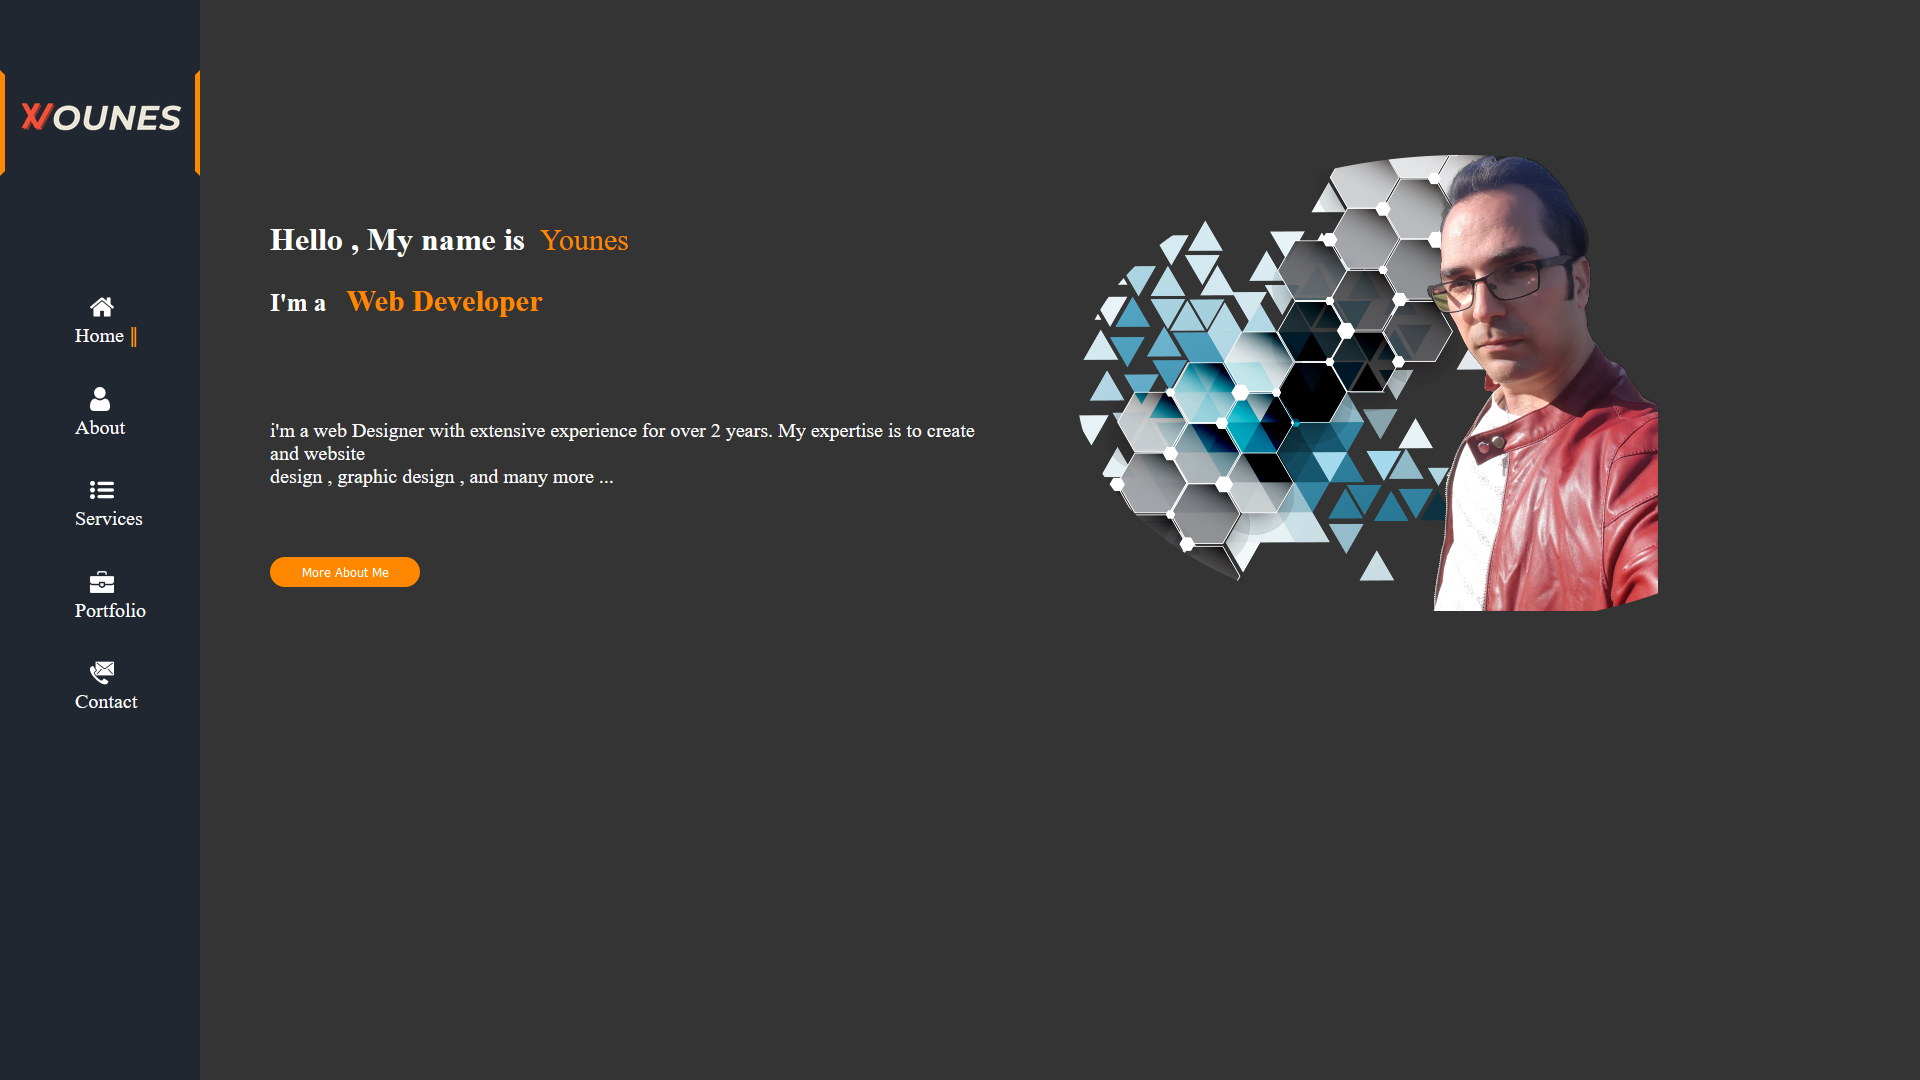 YOUNES
Home
About
Services
Portfolio
Contact
Hello , My name is Younes
I'm a Web Developer
i'm a web Designer with extensive experience for over 2 years. My expertise is to create
and website
design , graphic design , and many more ...
More About Me